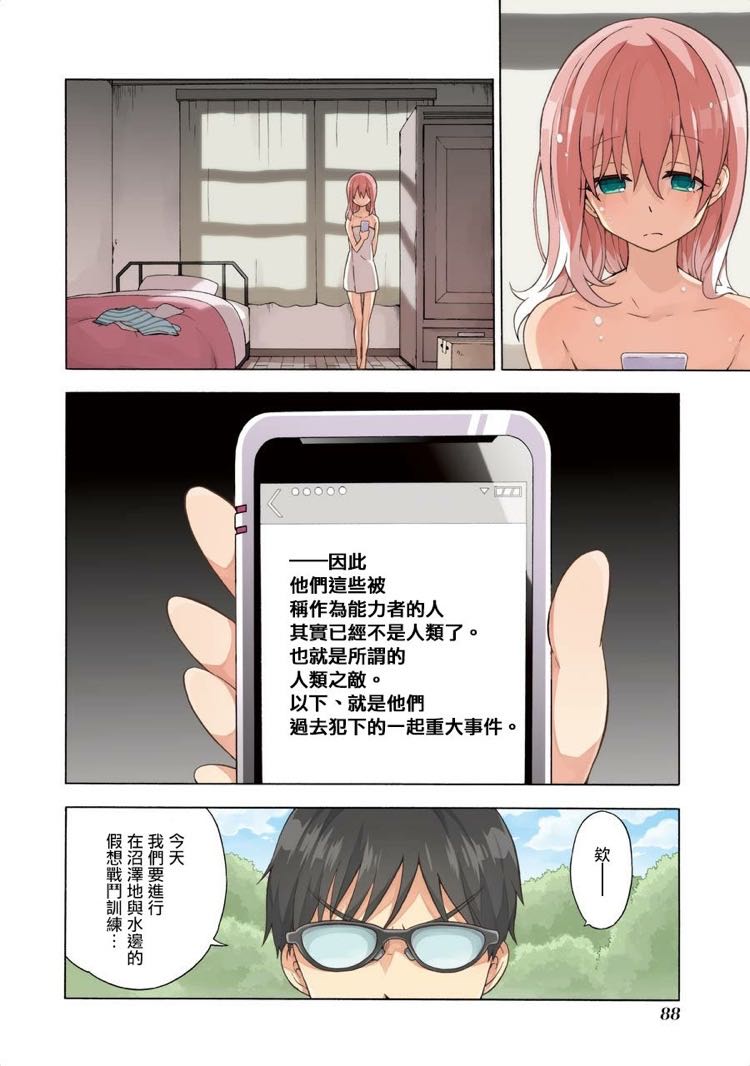 ──因此
他們這些被
稱作為能力者的人
其實已經不是人類了。
也就是所謂的
人類之敵。
以下、就是他們
過去犯下的一起重大事件。
欸─
今天
我們要進行
在沼澤地與水邊的
假想戰鬥訓練…
88